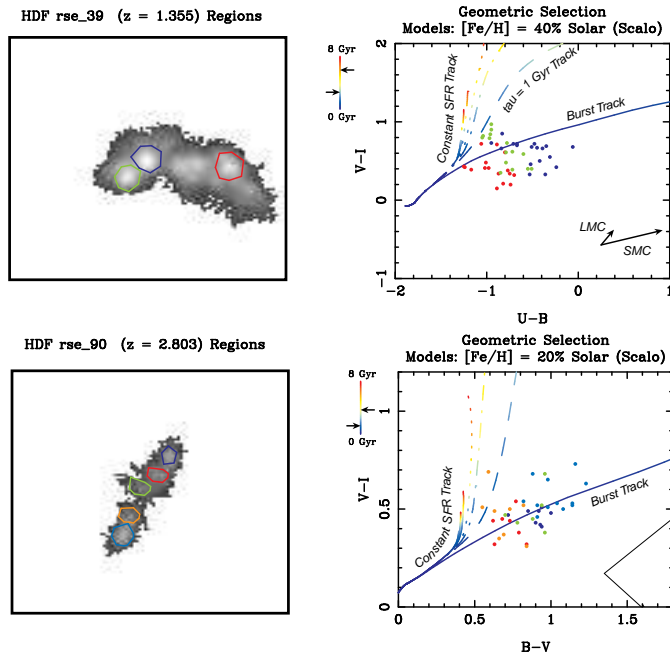 HDF rse_39 (z = 1.355) Regions
Geometric Selection
Models: [Fe/H] = 40% Solar (Scalo)
8 Gyr
0 Gyr
V-I
2
1
0
-1
Constant SFR Track
tau = 1 Gyr Track
Burst Track
LMC
SMC
-2
-1
0
1
U-B
HDF rse_90 (z = 2.803) Regions
Geometric Selection
Models: [Fe/H] = 20% Solar (Scalo)
8 Gyr
0 Gyr
V-I
1
0.5
0
Constant SFR Track
Burst Track
0
0.5
1
1.5
B-V